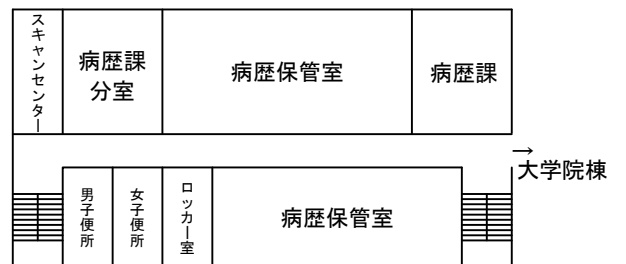 スキャンセンター
病歴課
分室
病歴保管室
病歴課
→
大学院棟
男子便所
女子便所
ロッカー室
病歴保管室